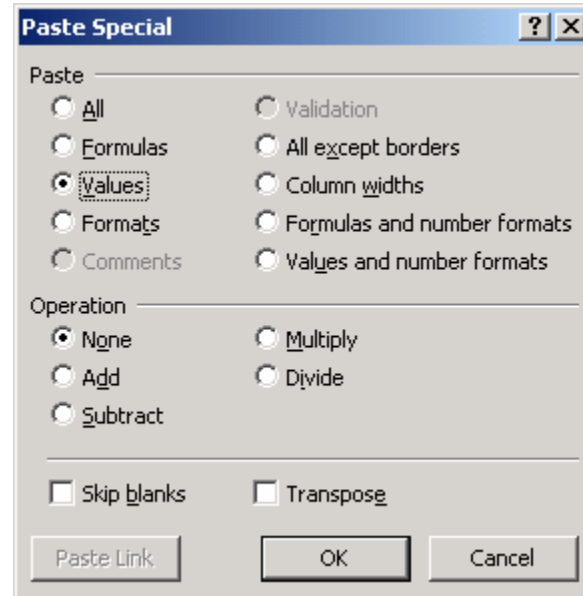 Paste Special
Paste
All
Validation
Formulas
All except borders
Values
Column widths
Formats
Formulas and number formats
Comments
Values and number formats
Operation
None
Multiply
Add
Divide
Subtract
Skip blanks
Transpose
Paste Link
OK
Cancel